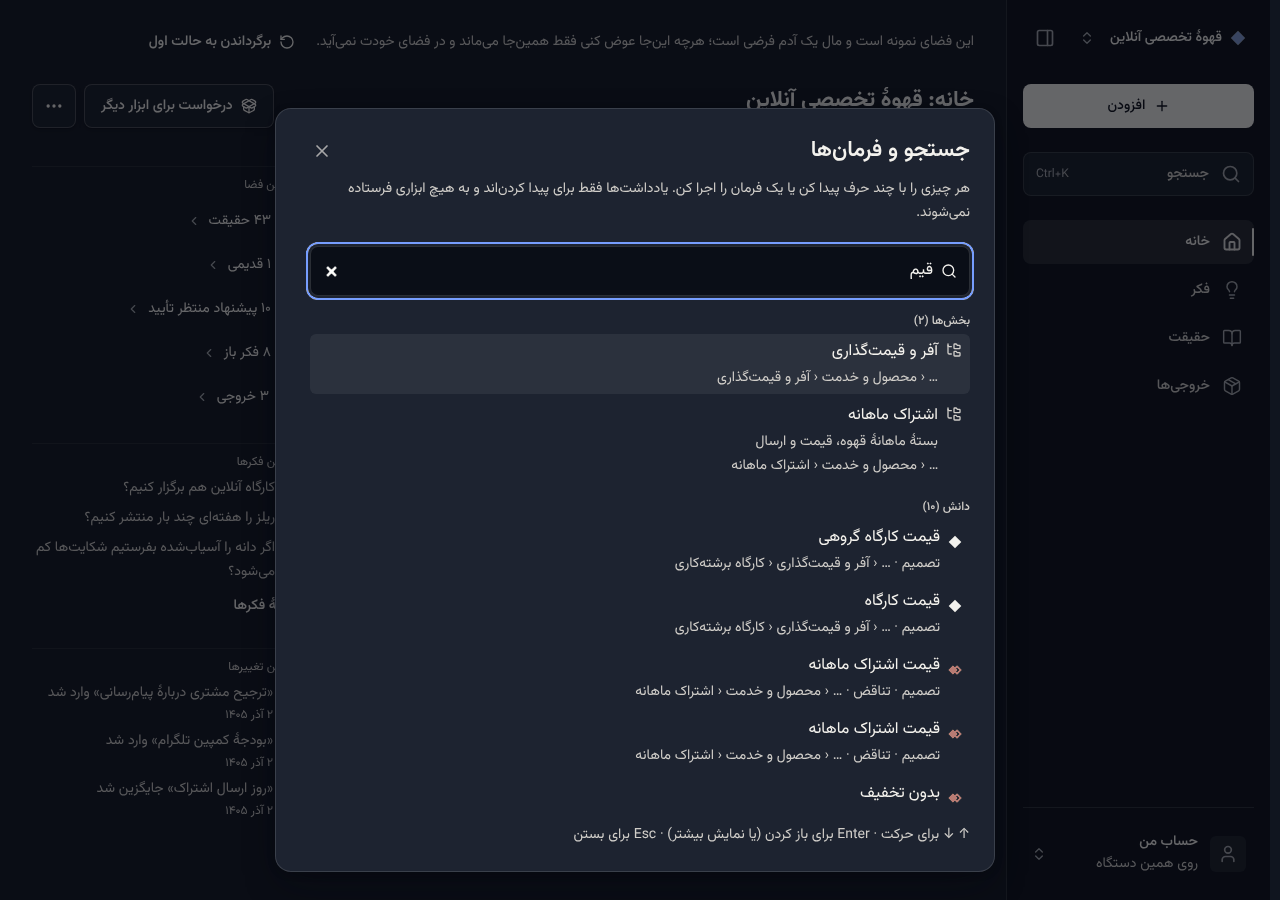 قهوهٔ تخصصی آنلاین
افزودن
جستجو
Ctrl+K
خانه
فکر
حقیقت
خروجی‌ها
حساب من
روی همین دستگاه
این فضای نمونه است و مال یک آدم فرضی است؛ هرچه این‌جا عوض کنی فقط همین‌جا می‌ماند و در فضای خودت نمی‌آید.
برگرداندن به حالت اول
خانه: قهوهٔ تخصصی آنلاین
درخواست برای ابزار دیگر
جستجو و فرمان‌ها
هر چیزی را با چند حرف پیدا کن یا یک فرمان را اجرا کن. یادداشت‌ها فقط برای پیدا کردن‌اند و به هیچ ابزاری فرستاده
نمی‌شوند.
قیم
بخش‌ها (۲)
آفر و قیمت‌گذاری
... › محصول و خدمت › آفر و قیمت‌گذاری
اشتراک ماهانه
بستهٔ ماهانهٔ قهوه، قیمت و ارسال
... › محصول و خدمت › اشتراک ماهانه
دانش (۱۰)
قیمت کارگاه گروهی
تصمیم · ... › آفر و قیمت‌گذاری › کارگاه برشته‌کاری
قیمت کارگاه
تصمیم · ... › آفر و قیمت‌گذاری › کارگاه برشته‌کاری
قیمت اشتراک ماهانه
تصمیم · تناقض · ... › محصول و خدمت › اشتراک ماهانه
قیمت اشتراک ماهانه
تصمیم · تناقض · ... › محصول و خدمت › اشتراک ماهانه
بدون تخفیف
↑ ↓ برای حرکت · Enter برای باز کردن (یا نمایش بیشتر) · Esc برای بستن
ن فضا
۴۳ حقیقت
۱ قدیمی
۱۰ پیشنهاد منتظر تأیید
۸ فکر باز
۳ خروجی
ن فکرها
کارگاه آنلاین هم برگزار کنیم؟
ریلز را هفته‌ای چند بار منتشر کنیم؟
اگر دانه را آسیاب‌شده بفرستیم شکایت‌ها کم
می‌شود؟
هٔ فکرها
ن تغییرها
«ترجیح مشتری دربارهٔ پیام‌رسانی» وارد شد
۲ آذر ۱۴۰۵
«بودجهٔ کمپین تلگرام» وارد شد
۲ آذر ۱۴۰۵
«روز ارسال اشتراک» جایگزین شد
۲ آذر ۱۴۰۵